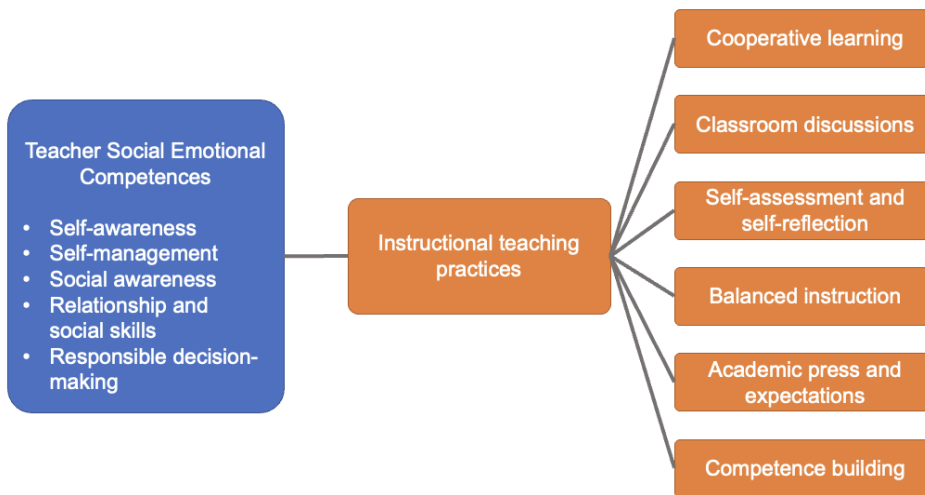 Teacher Social Emotional
Competences
• Self-awareness
• Self-management
• Social awareness
• Relationship and
social skills
• Responsible decision-
making
Instructional teaching
practices
Cooperative learning
Classroom discussions
Self-assessment and
self-reflection
Balanced instruction
Academic press and
expectations
Competence building